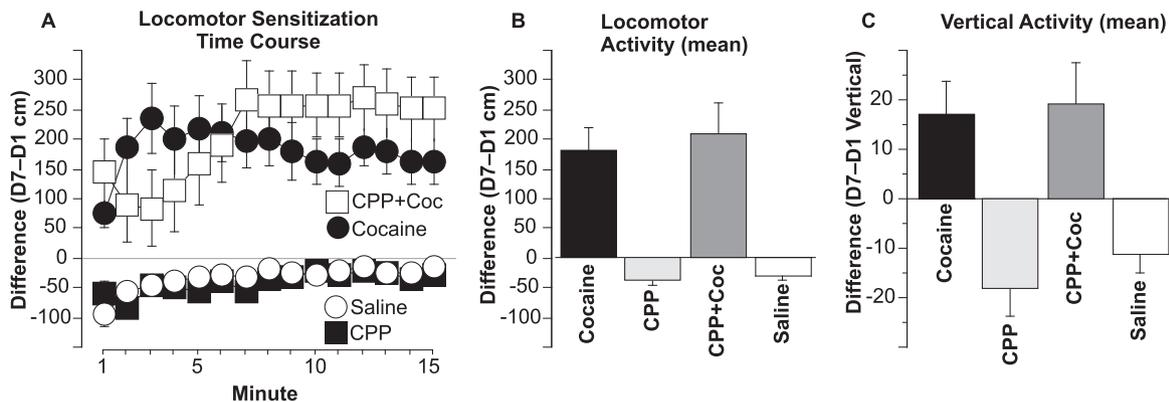 A
Locomotor Sensitization
Time Course
Difference (D7–D1 cm)
300
250
200
150
100
50
0
-50
-100
CPP+Coc
Cocaine
Saline
CPP
1
5
10
15
Minute
B
Locomotor
Activity (mean)
Difference (D7–D1 cm)
300
250
200
150
100
50
0
-50
-100
Cocaine
CPP
CPP+Coc
Saline
C
Vertical Activity (mean)
Difference (D7–D1 Vertical)
20
10
0
-10
-20
Cocaine
CPP
CPP+Coc
Saline